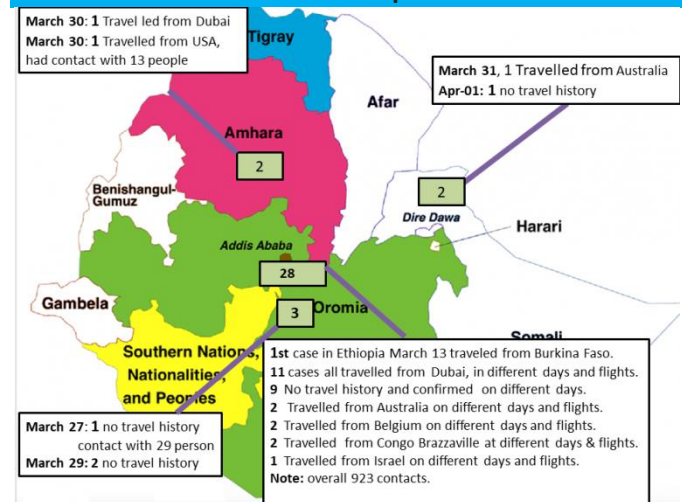 March 30: 1 Travel led from Dubai
March 30: 1 Travelled from USA,
had contact with 13 people
Tigray
March 31, 1 Travelled from Australia
Apr-01: 1 no travel history
Afar
Amhara
2
2
Benishangul-
Gumuz
Dire Dawa
Harari
Addis Ababa
28
Gambela
3
Oromia
Somali
Southern Nations,
Nationalities,
and Peoples
1st case in Ethiopia March 13 traveled from Burkina Faso.
11 cases all travelled from Dubai, in different days and flights.
9 No travel history and confirmed on different days.
2 Travelled from Australia on different days and flights.
2 Travelled from Belgium on different days and flights.
2 Travelled from Congo Brazzaville at different days & flights.
1 Travelled from Israel on different days and flights.
Note: overall 923 contacts.
March 27: 1 no travel history
contact with 29 person
March 29: 2 no travel history